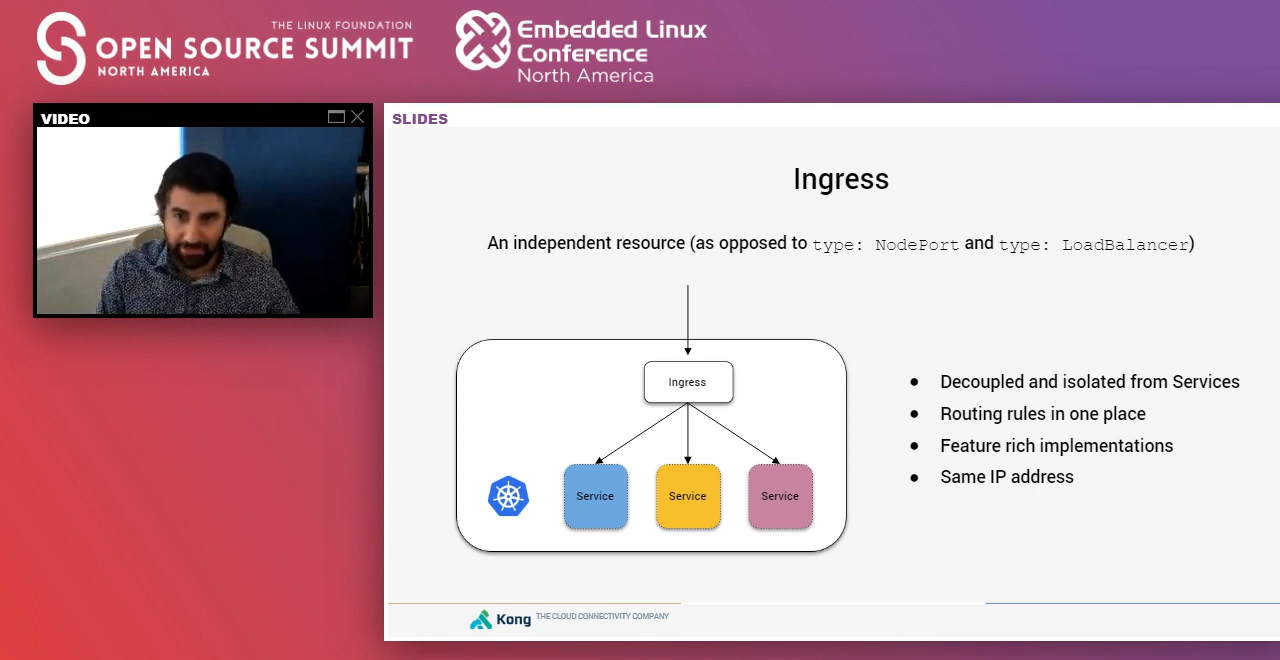 THE LINUX FOUNDATION
OPEN SOURCE SUMMIT
NORTH AMERICA
Embedded Linux
Conference
North America
VIDEO
SLIDES
Ingress
An independent resource (as opposed to type: NodePort and type: LoadBalancer)
Ingress
Service Service Service
Decoupled and isolated from Services
Routing rules in one place
Feature rich implementations
Same IP address
Kong THE CLOUD CONNECTIVITY COMPANY